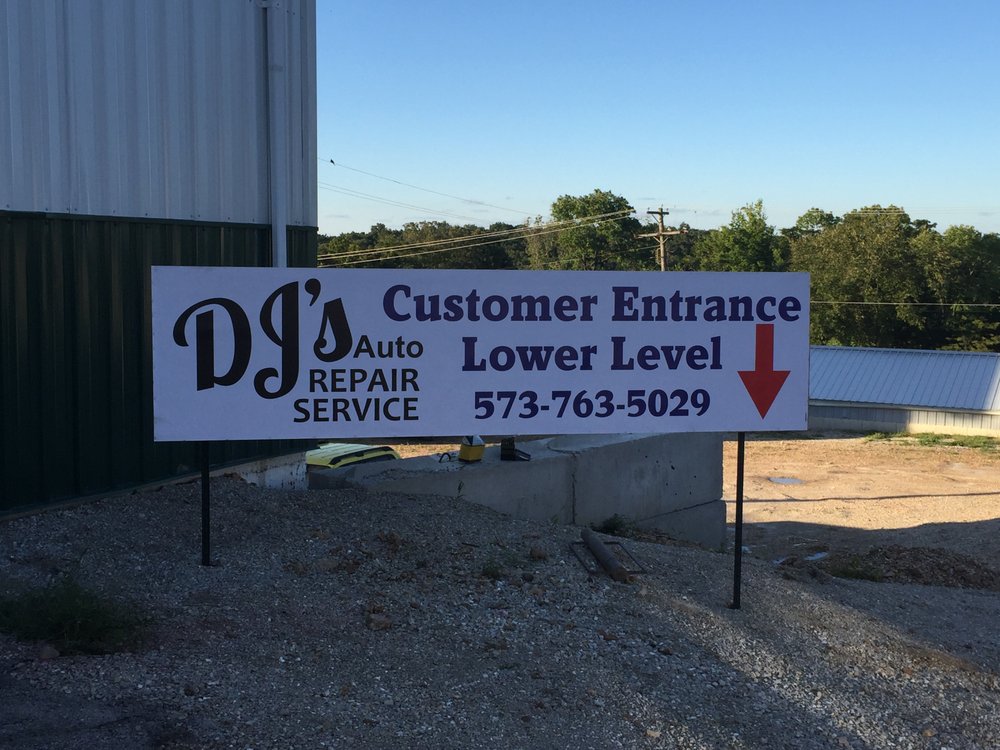 DJ's
Auto
REPAIR
SERVICE
Customer Entrance
Lower Level
573-763-5029